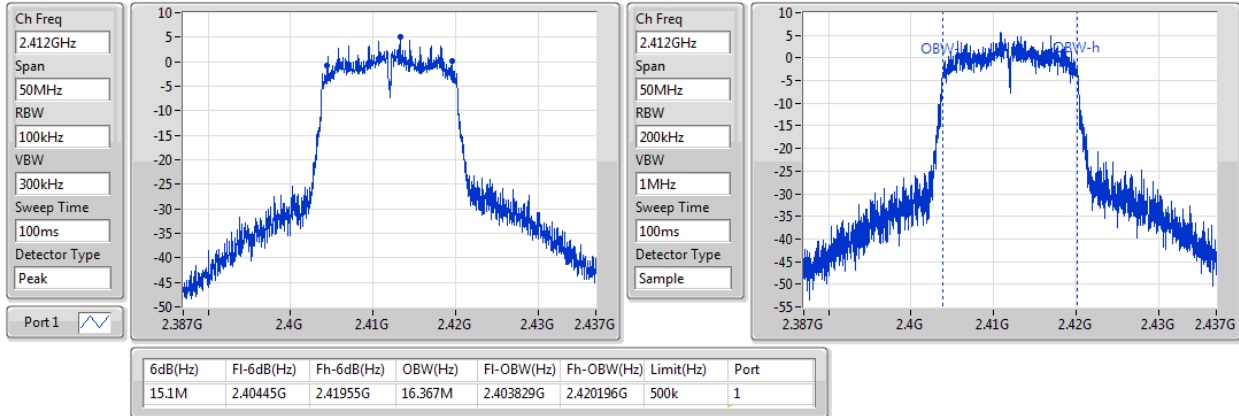 Ch Freq
2.412GHz
Span
50MHz
RBW
100kHz
VBW
300kHz
Sweep Time
100ms
Detector Type
Peak
Port 1
10
5
0
-5
-10
-15
-20
-25
-30
-35
-40
-45
-50
2.387G 2.4G 2.41G 2.42G 2.43G 2.437G
Ch Freq
2.412GHz
Span
50MHz
RBW
200kHz
VBW
1MHz
Sweep Time
100ms
Detector Type
Sample
10
5
0
-5
-10
-15
-20
-25
-30
-35
-40
-45
-50
-55
OBW-l OBW-h
2.387G 2.4G 2.41G 2.42G 2.43G 2.437G
6dB(Hz) Fl-6dB(Hz) Fh-6dB(Hz) OBW(Hz) Fl-OBW(Hz) Fh-OBW(Hz) Limit(Hz) Port
15.1M 2.40445G 2.41955G 16.367M 2.403829G 2.420196G 500k 1